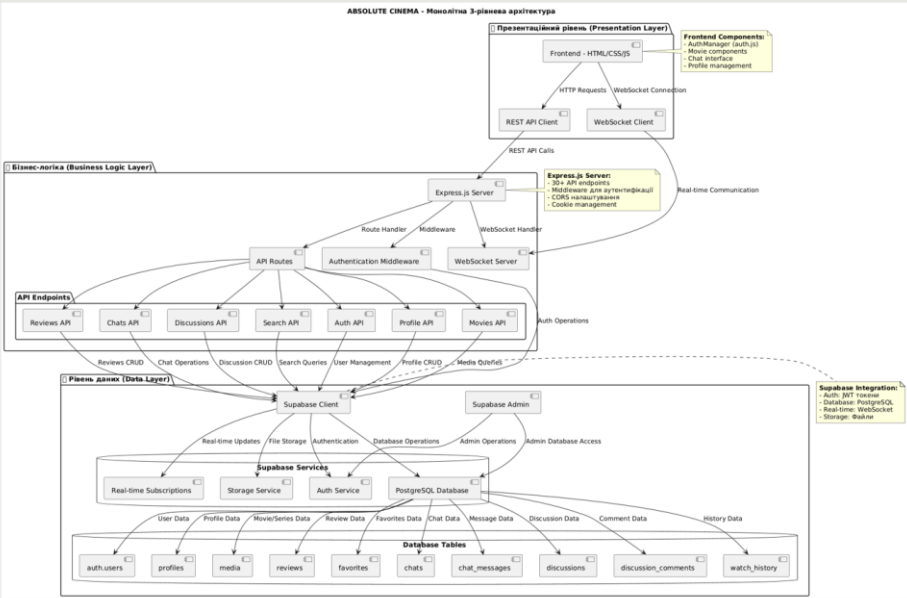 ABSOLUTE CINEMA - Монолітна 3-рівнева архітектура
Презентаційний рівень (Presentation Layer)
Frontend - HTML/CSS/JS
Frontend Components:
- AuthManager (auth.js)
- Movie components
- Chat interface
- Profile management
HTTP Requests
WebSocket Connection
REST API Client
WebSocket Client
REST API Calls
Real-time Communication
Бізнес-логіка (Business Logic Layer)
Express.js Server
Express.js Server:
- 30+ API endpoints
- Middleware для аутентифікації
- CORS налаштування
- Cookie management
Route Handler
Middleware
WebSocket Handler
API Routes
Authentication Middleware
WebSocket Server
API Endpoints
Reviews API
Chats API
Discussions API
Search API
Auth API
Profile API
Movies API
Auth Operations
Reviews CRUD
Chat Operations
Discussion CRUD
Search Queries
User Management
Profile CRUD
Media Queries
Рівень даних (Data Layer)
Supabase Client
Supabase Admin
Supabase Integration:
- Auth: JWT токени
- Database: PostgreSQL
- Real-time: WebSocket
- Storage: Файли
Real-time Updates
File Storage
Authentication
Database Operations
Admin Operations
Admin Database Access
Supabase Services
Real-time Subscriptions
Storage Service
Auth Service
PostgreSQL Database
User Data
Profile Data
Movie/Series Data
Review Data
Favorites Data
Chat Data
Message Data
Discussion Data
Comment Data
History Data
Database Tables
auth.users
profiles
media
reviews
favorites
chats
chat_messages
discussions
discussion_comments
watch_history